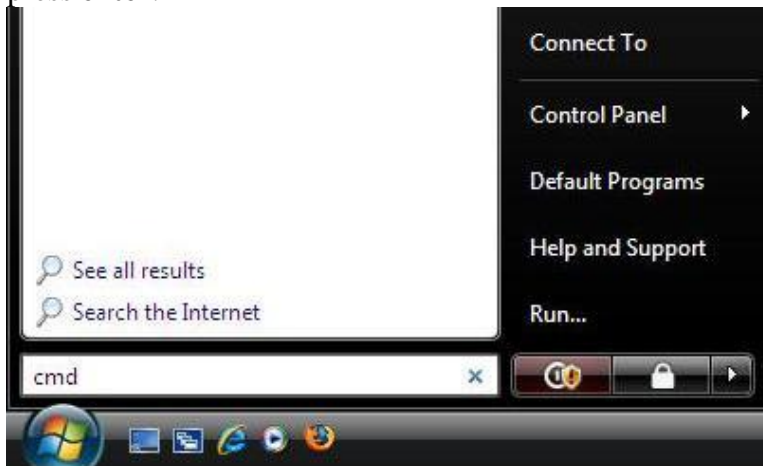 Connect To
Control Panel
Default Programs
Help and Support
See all results
Search the Internet
Run...
cmd